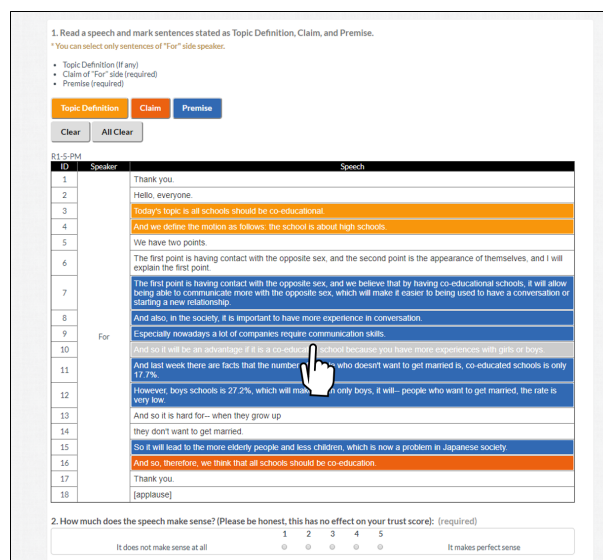 1. Read a speech and mark sentences stated as Topic Definition, Claim, and Premise.
* You can select only sentences of "For" side speaker.
• Topic Definition (If any)
• Claim of "For" side (required)
• Premise (required)
Topic Definition Claim Premise
Clear All Clear
R1-5-PM
ID Speaker Speech
1 Thank you.
2 Hello, everyone.
3 Today's topic is all schools should be co-educational.
4 And we define the motion as follows. the school is about high schools.
5 We have two points.
6 The first point is having contact with the opposite sex, and the second point is the appearance of themselves, and I will
explain the first point.
7 The first point is having contact with the opposite sex, and we believe that by having co-educational schools, it will allow
being able to communicate more with the opposite sex, which will make it easier to being used to have a conversation or
starting a new relationship.
8 And also, in the society, it is important to have more experience in conversation.
9 Especially nowadays a lot of companies require communication skills.
For
10 And so it will be an advantage if it is a co-educat school because you have more experiences with girls or boys
11 And last week there are facts that the number who doesn't want to get married is, co-educated schools is only
17.7%.
12 However, boys schools is 27.2%, which will mak only boys, it will-- people who want to get married, the rate is
very low.
13 And so it is hard for-- when they grow up
14 they don't want to get married.
15 So it will lead to the more elderly people and less children, which is now a problem in Japanese society.
16 And so, therefore, we think that all schools should be co-education.
17 Thank you.
18 [applause]
2. How much does the speech make sense? (Please be honest, this has no effect on your trust score): (required)
1 2 3 4 5
It does not make sense at all It makes perfect sense